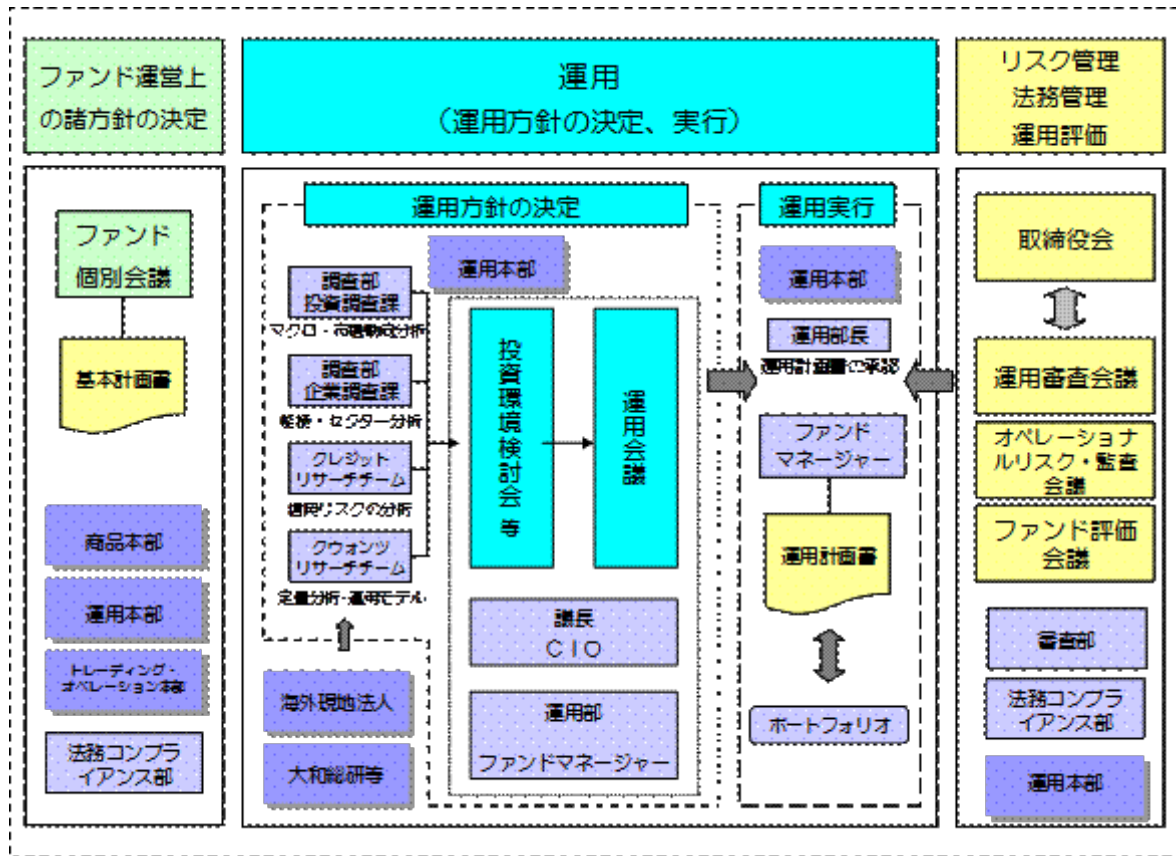 ファンド運営上
の諸方針の決定
運用
(運用方針の決定、実行)
リスク管理
法務管理
運用評価
ファンド
個別会議
基本計画書
商品本部
運用本部
トレーディング・
オペレーション本部
法務コンプラ
イアンス部
運用方針の決定
運用本部
調査部
投資調査課
マクロ・市場動向分析
調査部
企業調査課
・セクター分析
クレジット
リサーチチーム
信用リスクの分析
クウォンツ
リサーチチーム
定量分析・運用モデル
海外現地法人
大和総研等
投資環境検討会 等
運用会議
議長
CIO
運用部
ファンドマネージャー
運用実行
運用本部
運用部長
運用計画書の承認
ファンド
マネージャー
運用計画書
ポートフォリオ
取締役会
運用審査会議
オペレーショナ
ルリスク・監査
会議
ファンド評価
会議
審査部
法務コンプラ
イアンス部
運用本部